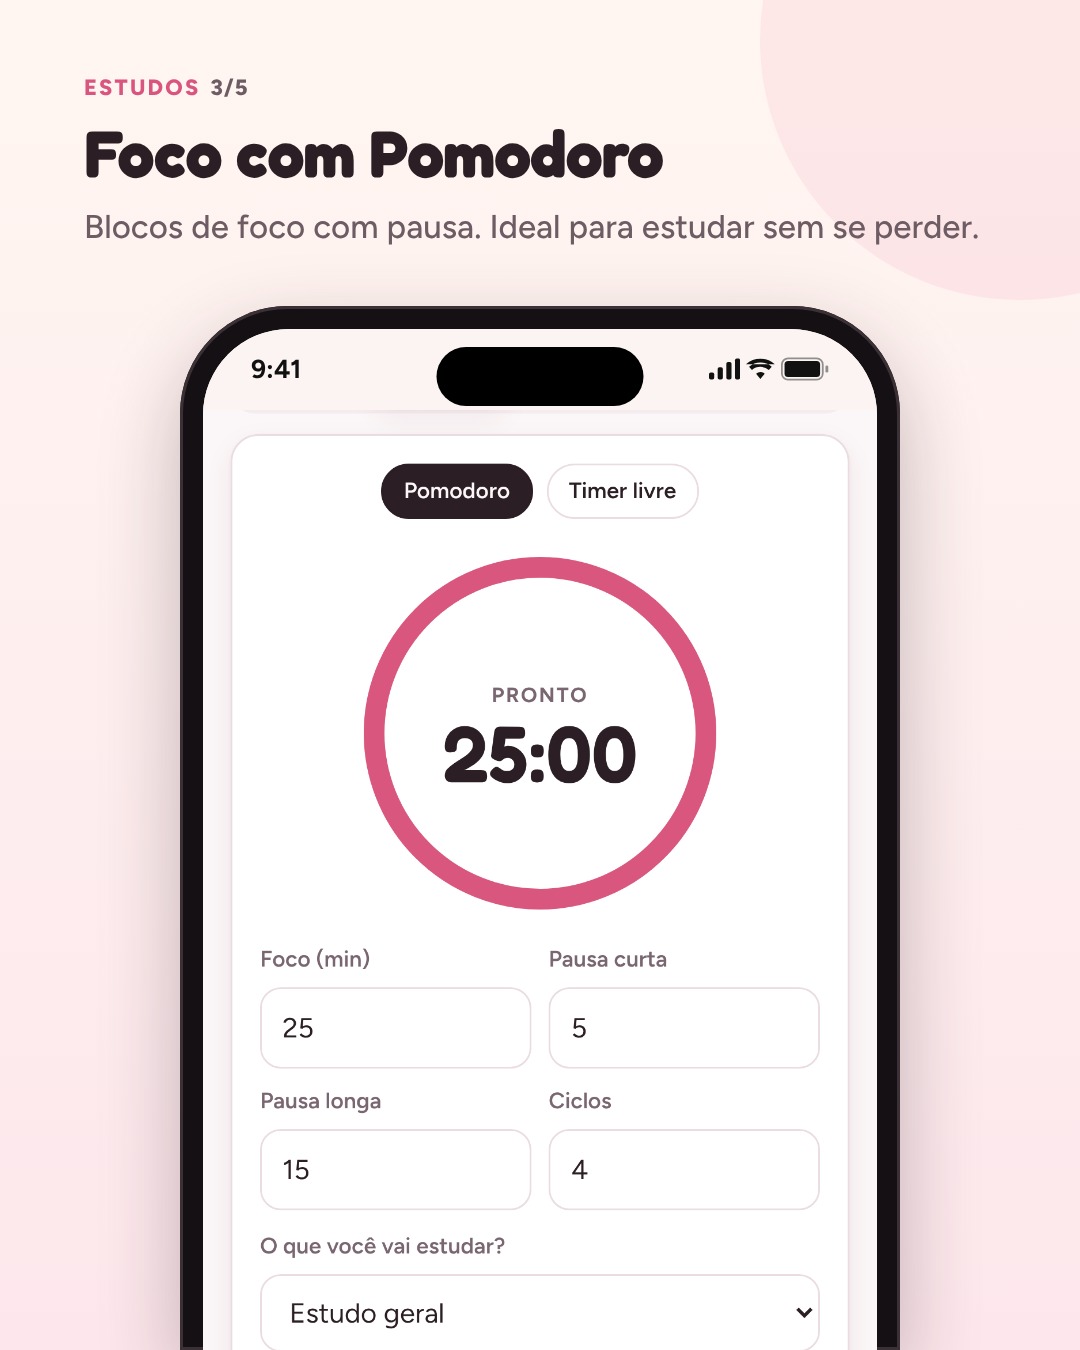 ESTUDOS 3/5
Foco com Pomodoro
Blocos de foco com pausa. Ideal para estudar sem se perder.
9:41
Pomodoro Timer livre
PRONTO
25:00
Foco (min) Pausa curta
25 5
Pausa longa Ciclos
15 4
O que você vai estudar?
Estudo geral